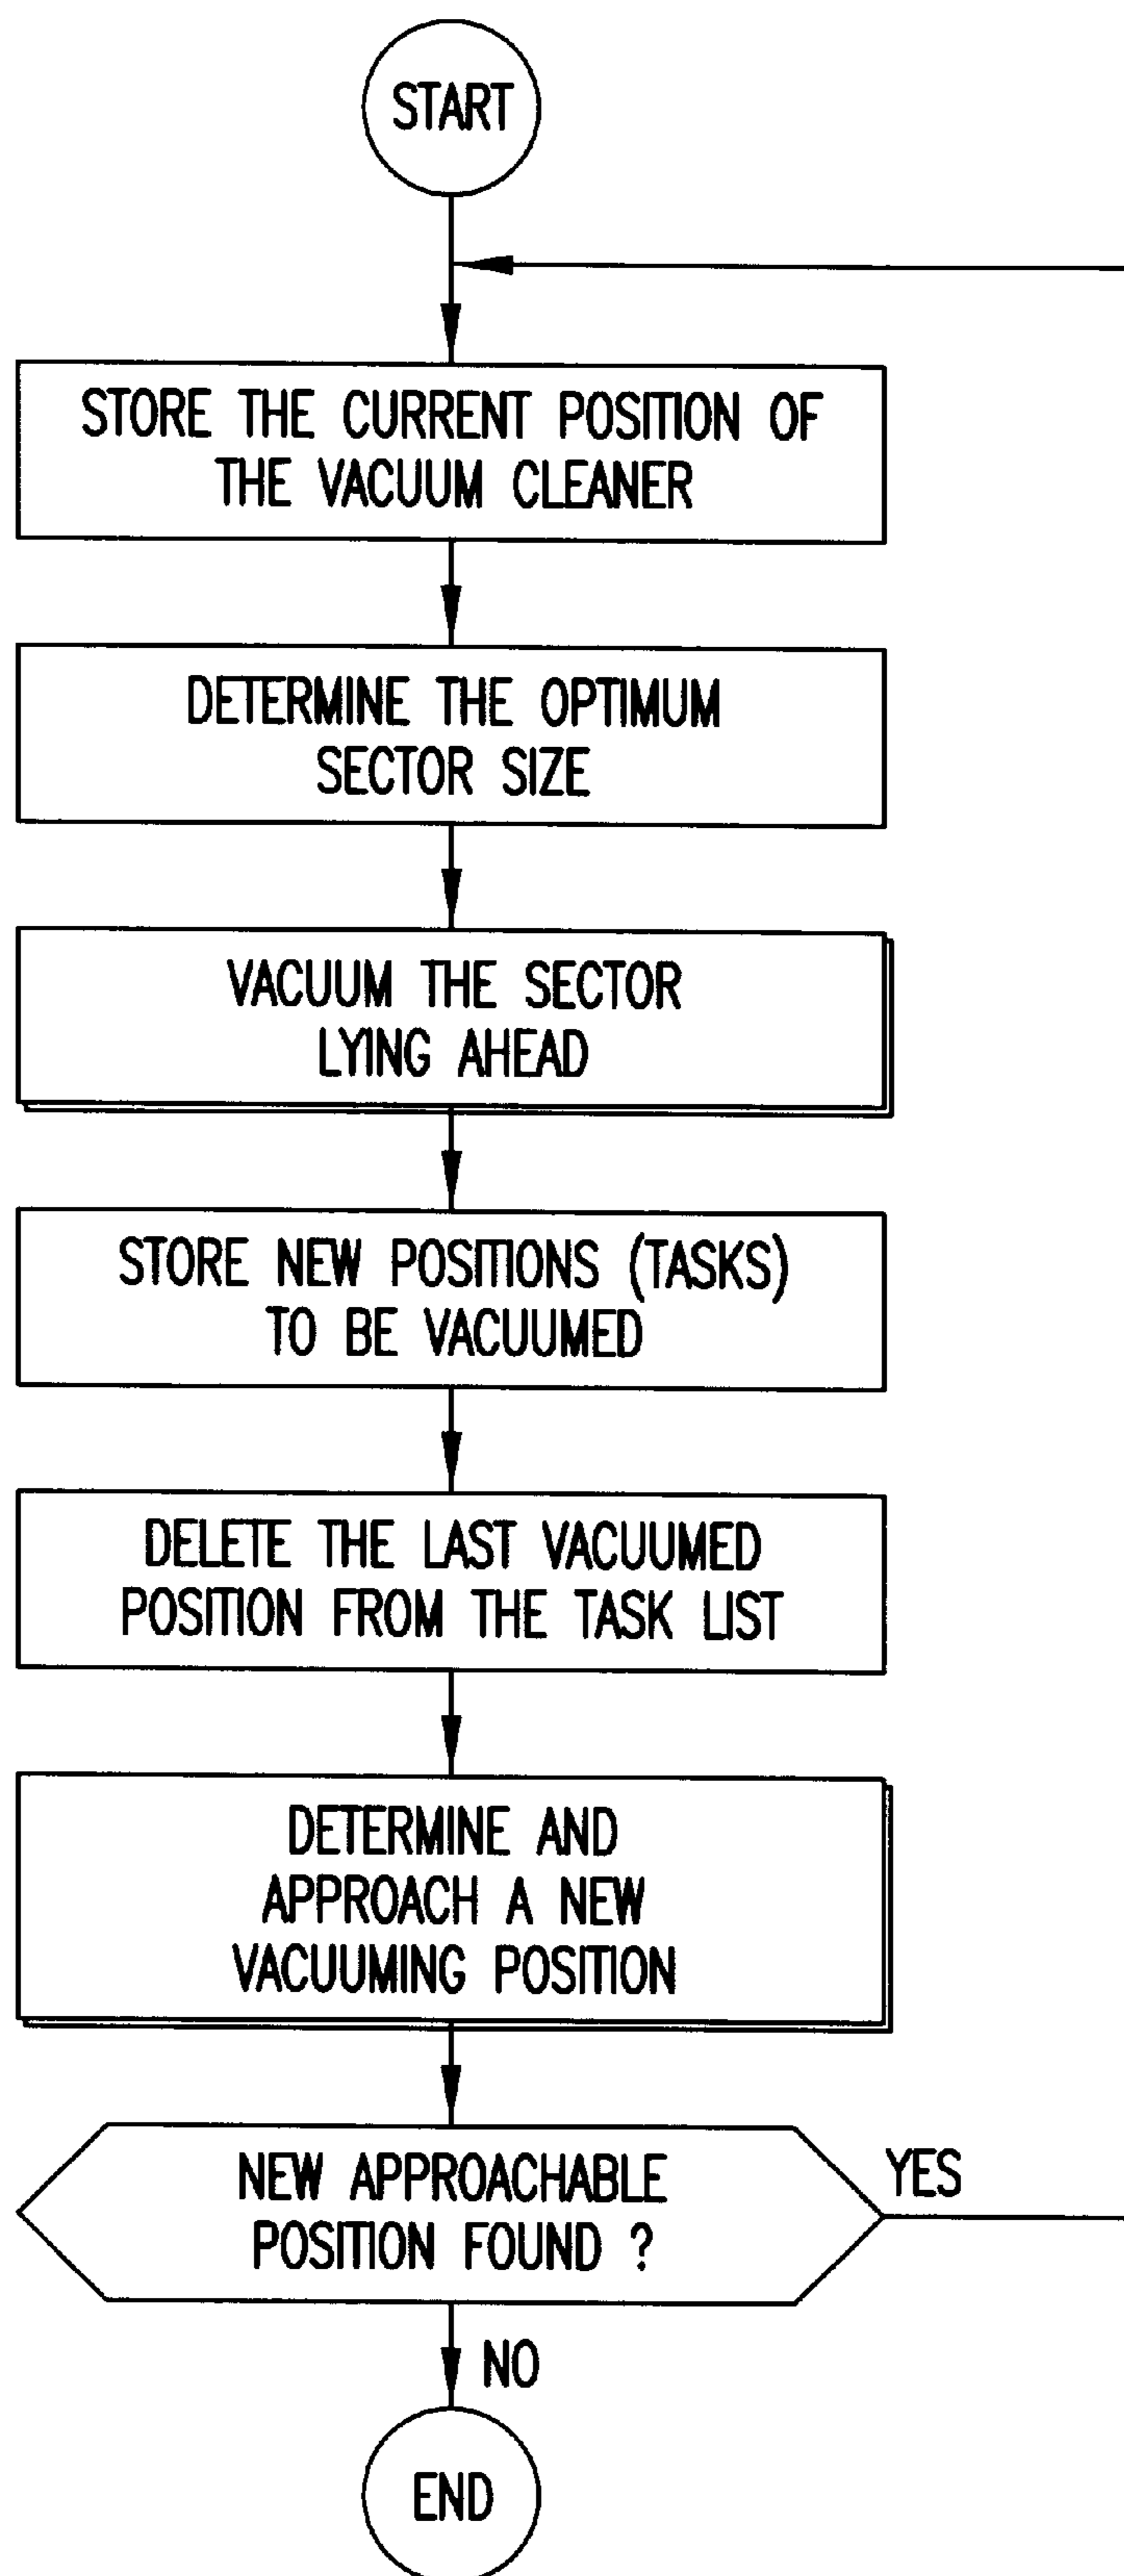 START
STORE THE CURRENT POSITION OF
THE VACUUM CLEANER
DETERMINE THE OPTIMUM
SECTOR SIZE
VACUUM THE SECTOR
LYING AHEAD
STORE NEW POSITIONS (TASKS)
TO BE VACUUMED
DELETE THE LAST VACUUMED
POSITION FROM THE TASK LIST
DETERMINE AND
APPROACH A NEW
VACUUMING POSITION
NEW APPROACHABLE
POSITION FOUND ?
YES
NO
END